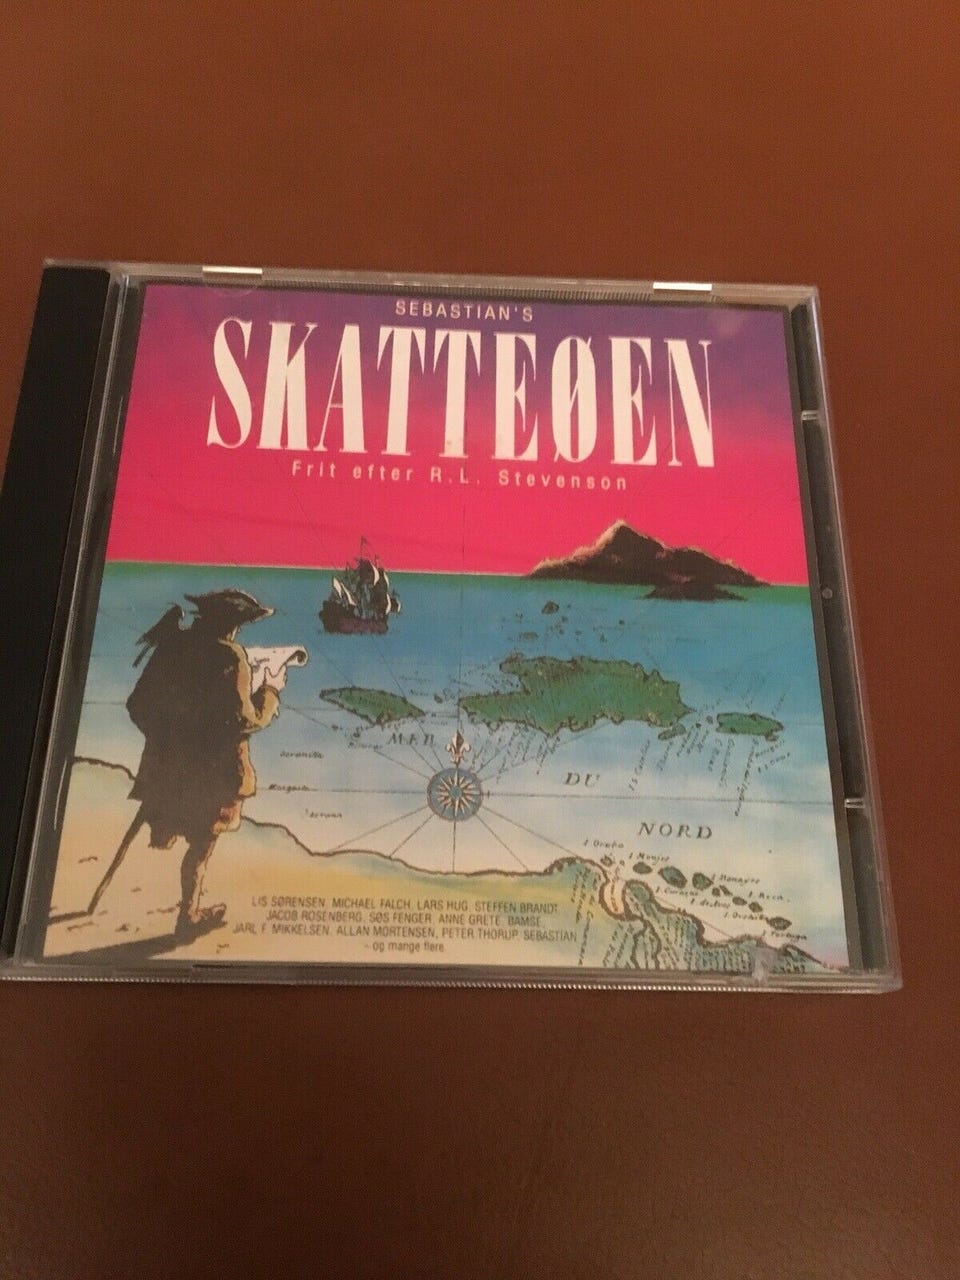 SEBASTIAN'S
SKATTEØEN
Frit efter R.L. Stevenson
MER
DU
NORD
LIS SØRENSEN, MICHAEL FALCH, LARS HUG, STEFFEN BRANDT,
JACOB ROSENBERG, SØS FENGER, ANNE GRETE, BAMSE,
JARL F. MIKKELSEN, ALLAN MORTENSEN, PETER THORUP, SEBASTIAN
- og mange flere